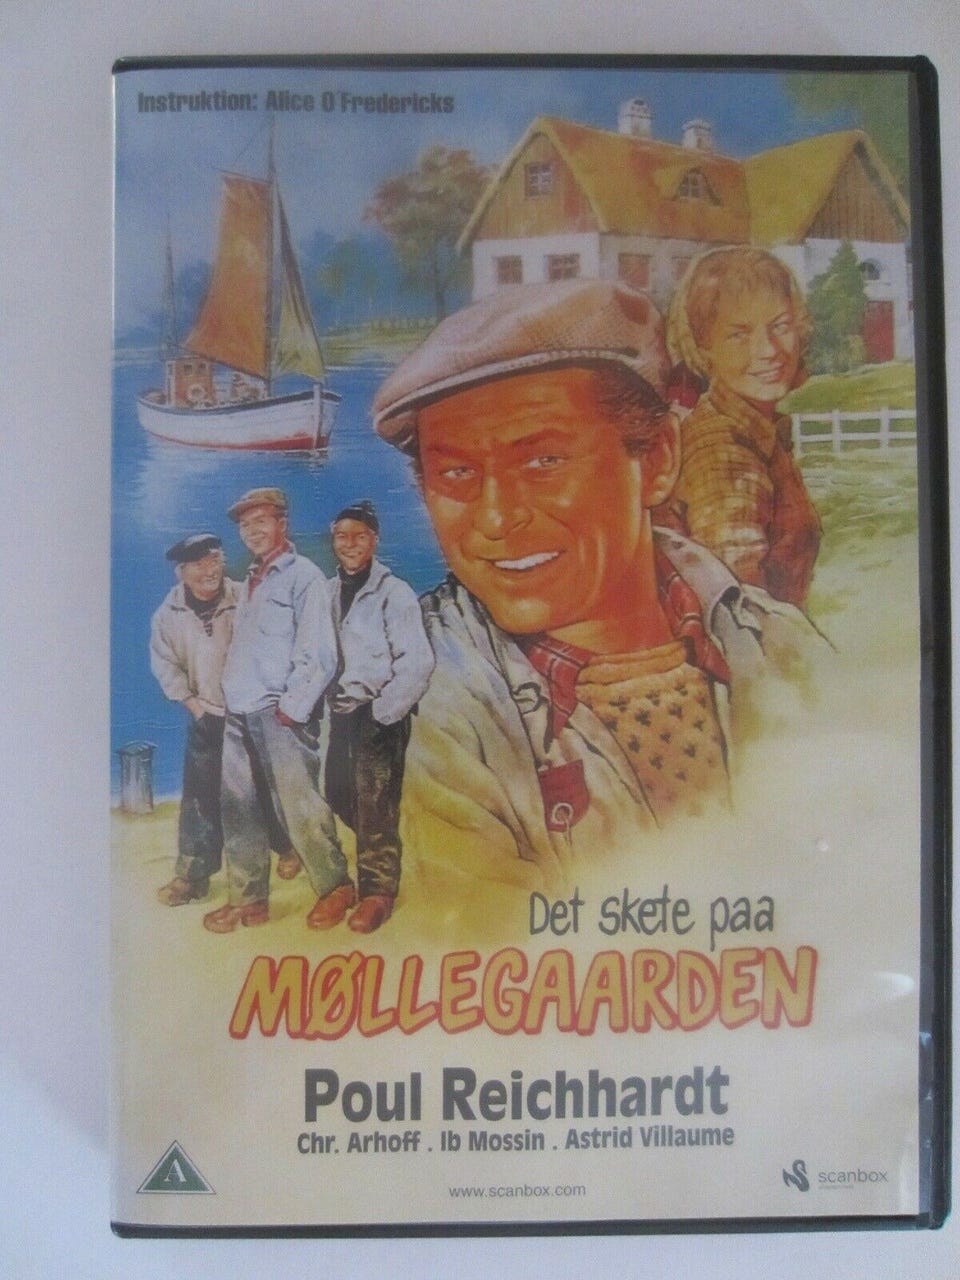 Instruktion: Alice O´Fredericks
Det skete paa
MØLLEGAARDEN
Poul Reichhardt
Chr. Arhoff . Ib Mossin . Astrid Villaume
A
www.scanbox.com
scanbox